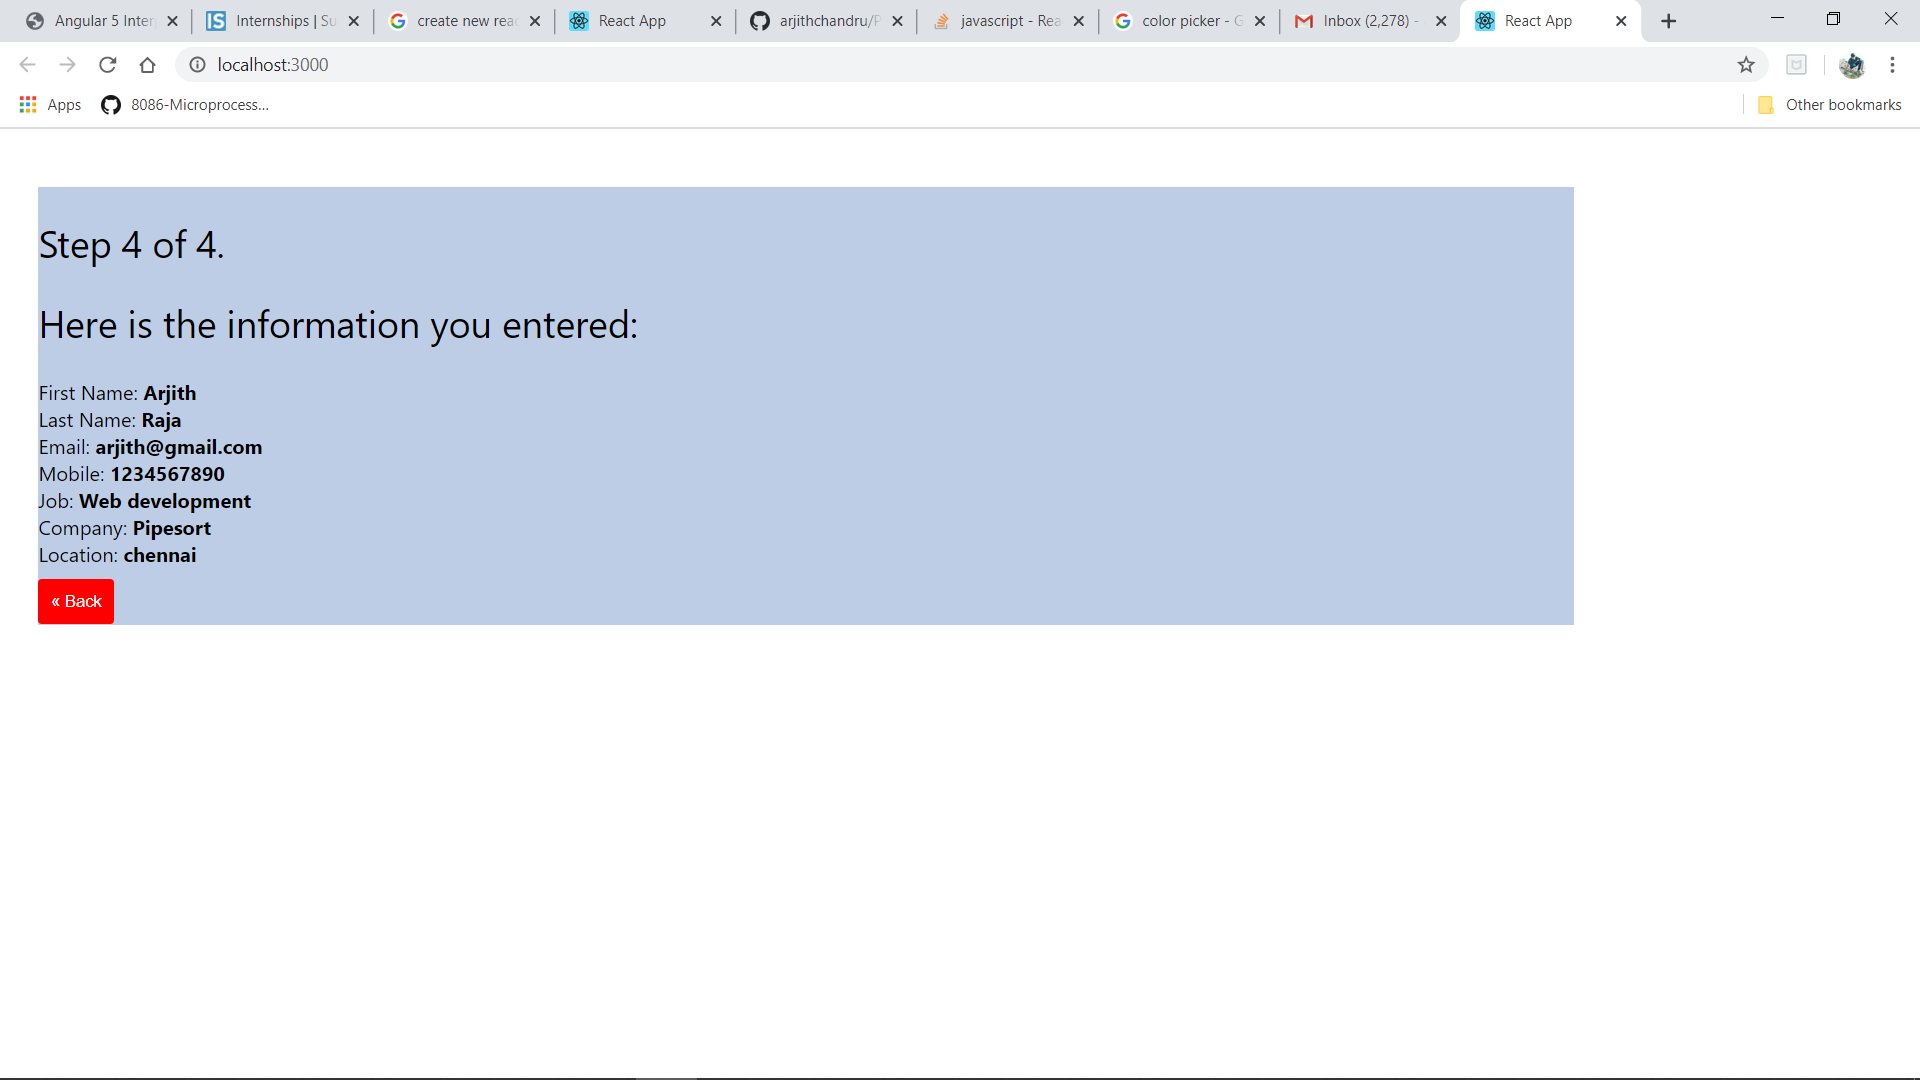 Angular 5 Inter
Internships | Su
create new reac
React App
arjithchandru/P
javascript - Rea
color picker - G
Inbox (2,278) -
React App
localhost:3000
Apps
8086-Microprocess...
Other bookmarks
Step 4 of 4.
Here is the information you entered:
First Name: Arjith
Last Name: Raja
Email: arjith@gmail.com
Mobile: 1234567890
Job: Web development
Company: Pipesort
Location: chennai
« Back